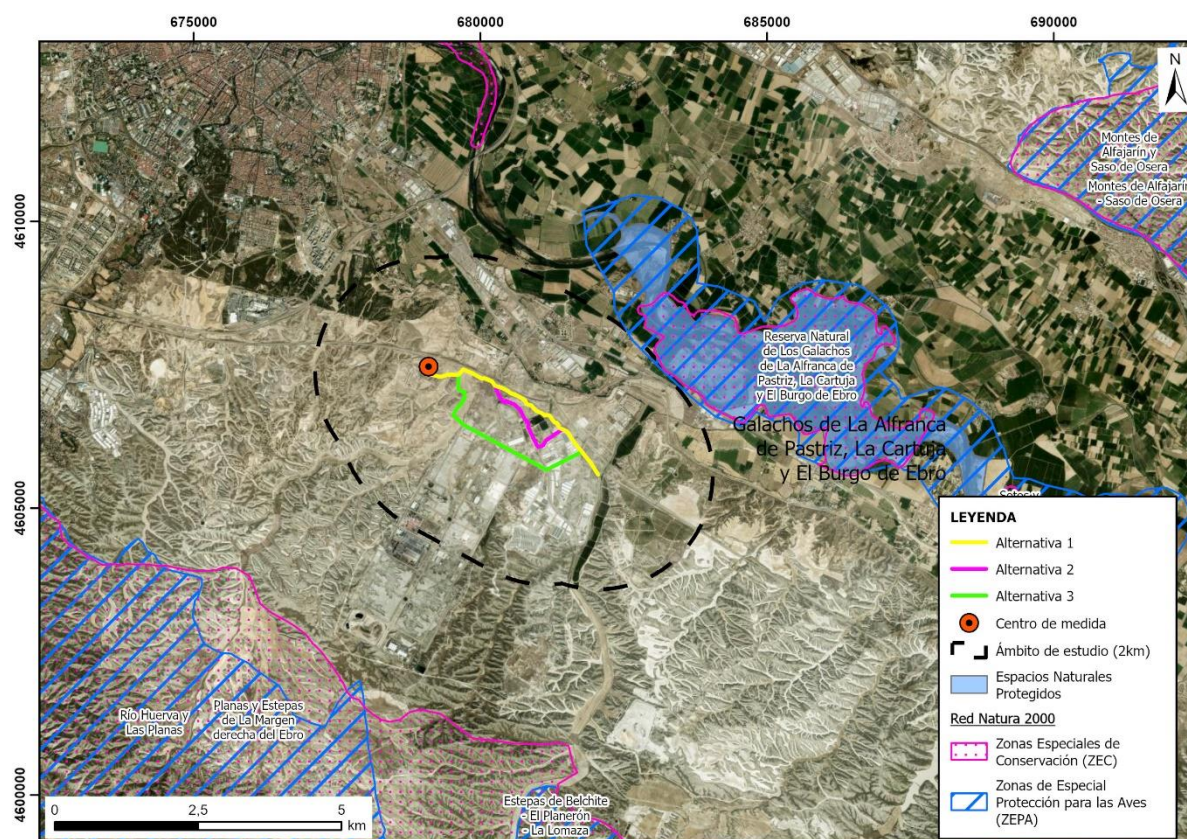 675000
680000
685000
690000
4610000
4605000
4600000
N
Montes de
Alfajarín y
Saso de Osera
Montes de Alfajarín
- Saso de Osera
Reserva Natural
de Los Galachos
de La Alfranca de
Pastriz, La Cartuja
y El Burgo de Ebro
Galachos de La Alfranca
de Pastriz, La Cartuja
y El Burgo de Ebro
Río Huerva y
Las Planas
Planas y Estepas
de La Margen
derecha del Ebro
Estepas de Belchite
- El Planerón
- La Lomaza
0
2,5
5
km
LEYENDA
Alternativa 1
Alternativa 2
Alternativa 3
Centro de medida
Ámbito de estudio (2km)
Espacios Naturales
Protegidos
Red Natura 2000
Zonas Especiales de
Conservación (ZEC)
Zonas de Especial
Protección para las Aves
(ZEPA)